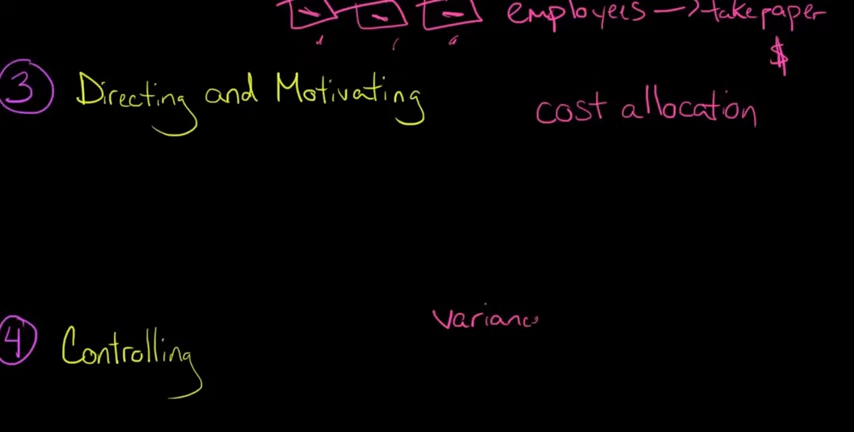 employees → take paper
$
3 Directing and Motivating
cost allocation
varianc
4 Controlling